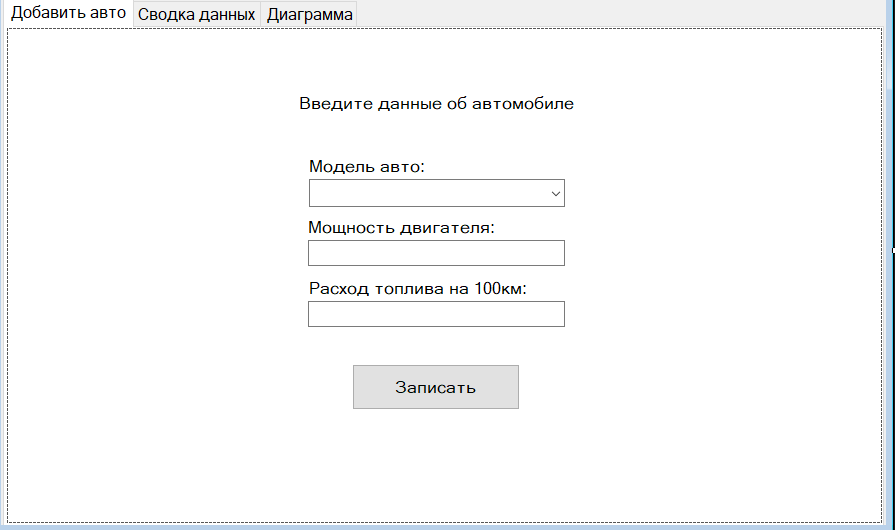 Добавить авто Сводка данных Диаграмма
Введите данные об автомобиле
Модель авто:
Мощность двигателя:
Расход топлива на 100км:
Записать